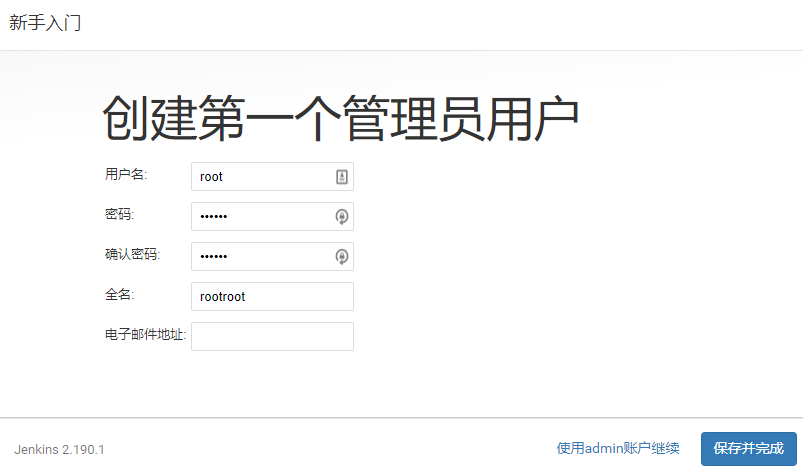 新手入门
创建第一个管理员用户
用户名: root
密码: ••••••
确认密码: ••••••
全名: rootroot
电子邮件地址:
Jenkins 2.190.1 使用admin账户继续 保存并完成